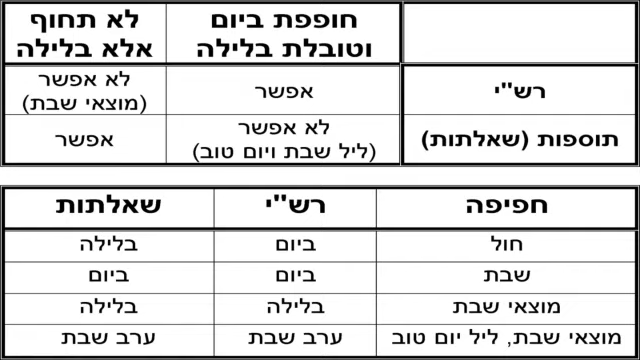 חופפת ביום וטובלת בלילה	לא תחוף אלא בלילה
רש"י	אפשר	לא אפשר (מוצאי שבת)
תוספות (שאלתות)	לא אפשר (ליל שבת ויום טוב)	אפשר
חפיפה	רש"י	שאלתות
חול	ביום	בלילה
שבת	ביום	ביום
מוצאי שבת	בלילה	בלילה
מוצאי שבת, ליל יום טוב	ערב שבת	ערב שבת